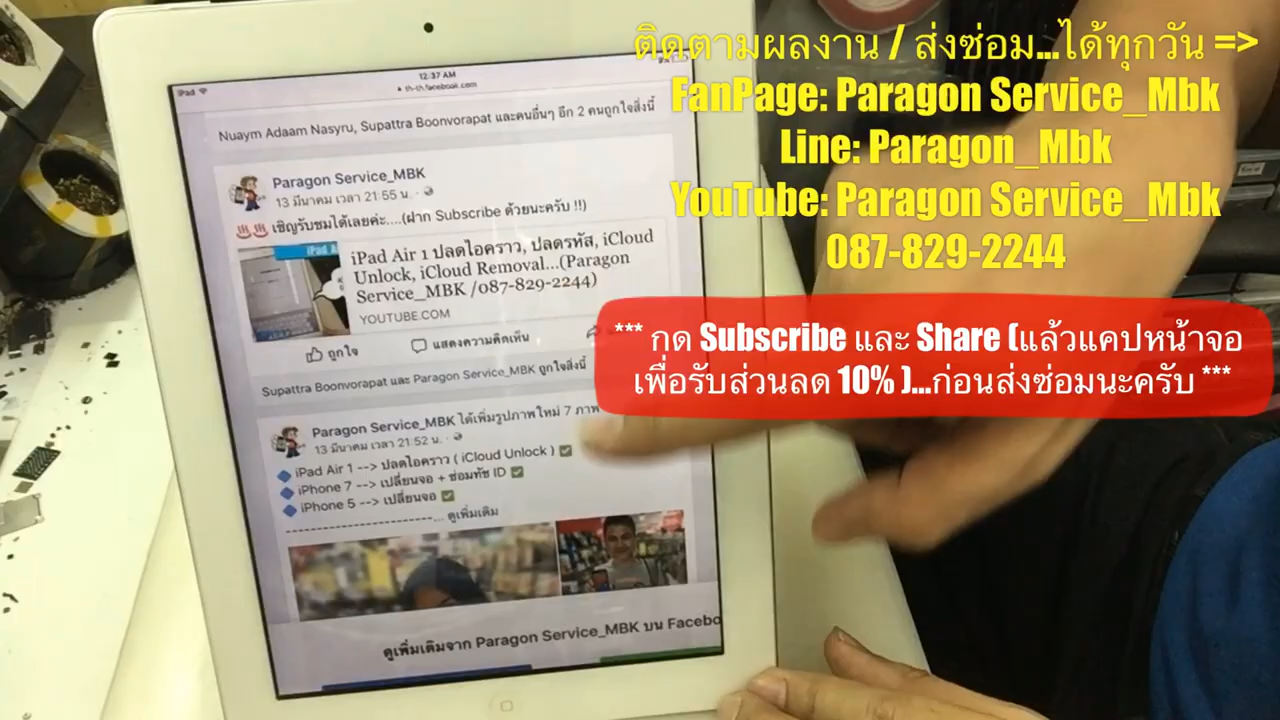 ติดตามผลงาน / ส่งซ่อม...ได้ทุกวัน =>
FanPage: Paragon Service_Mbk
Line: Paragon_Mbk
YouTube: Paragon Service_Mbk
087-829-2244
*** กด Subscribe และ Share (แล้วแคปหน้าจอ
เพื่อรับส่วนลด 10% )...ก่อนส่งซ่อมนะครับ ***
iPad
12:37 AM
th-th.facebook.com
Nuaym Adaam Nasyru, Supattra Boonvorapat และคนอื่นๆ อีก 2 คนถูกใจสิ่งนี้
Paragon Service_MBK
13 มีนาคม เวลา 21:55 น. ·
♨♨ เชิญรับชมได้เลยค่ะ....(ฝาก Subscribe ด้วยนะครับ !!)
iPad A
iPad Air 1 ปลดไอคราว, ปลดรหัส, iCloud
Unlock, iCloud Removal...(Paragon
Service_MBK /087-829-2244)
YOUTUBE.COM
ถูกใจ
แสดงความคิดเห็น
Supattra Boonvorapat และ Paragon Service_MBK ถูกใจสิ่งนี้
Paragon Service_MBK ได้เพิ่มรูปภาพใหม่ 7 ภาพ
13 มีนาคม เวลา 21:52 น. ·
🔷 iPad Air 1 --> ปลดไอคราว ( iCloud Unlock ) ✅
🔷 iPhone 7 --> เปลี่ยนจอ + ซ่อมทัช ID ✅
🔷 iPhone 5 --> เปลี่ยนจอ ✅
------------------------... ดูเพิ่มเติม
ดูเพิ่มเติมจาก Paragon Service_MBK บน Facebo